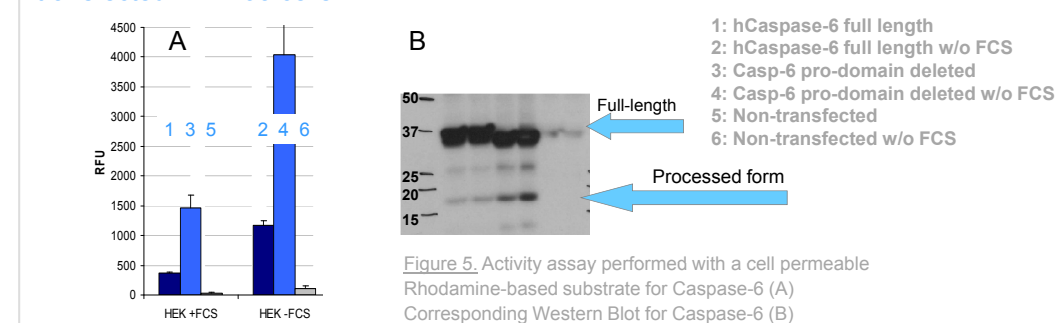 A
4500
4000
3500
3000
2500
2000
1500
1000
500
0
RFU
1 3 5
2 4 6
HEK +FCS
HEK -FCS
B
50
37
25
20
15
Full-length
Processed form
1: hCaspase-6 full length
2: hCaspase-6 full length w/o FCS
3: Casp-6 pro-domain deleted
4: Casp-6 pro-domain deleted w/o FCS
5: Non-transfected
6: Non-transfected w/o FCS
Figure 5. Activity assay performed with a cell permeable
Rhodamine-based substrate for Caspase-6 (A)
Corresponding Western Blot for Caspase-6 (B)